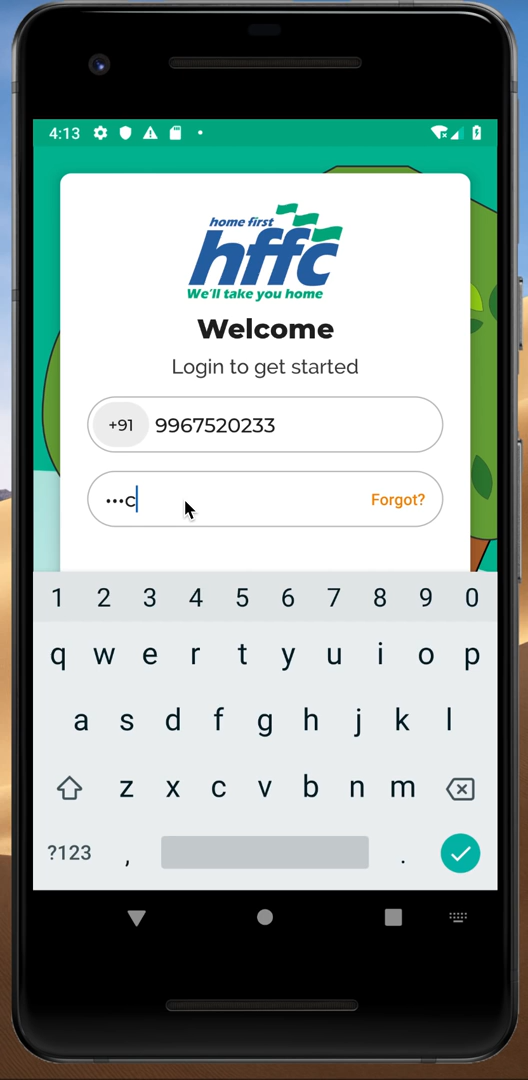 4:13
home first
hffc
We'll take you home
Welcome
Login to get started
+91 9967520233
•••c Forgot?
1 2 3 4 5 6 7 8 9 0
q w e r t y u i o p
a s d f g h j k l
z x c v b n m
?123 , .